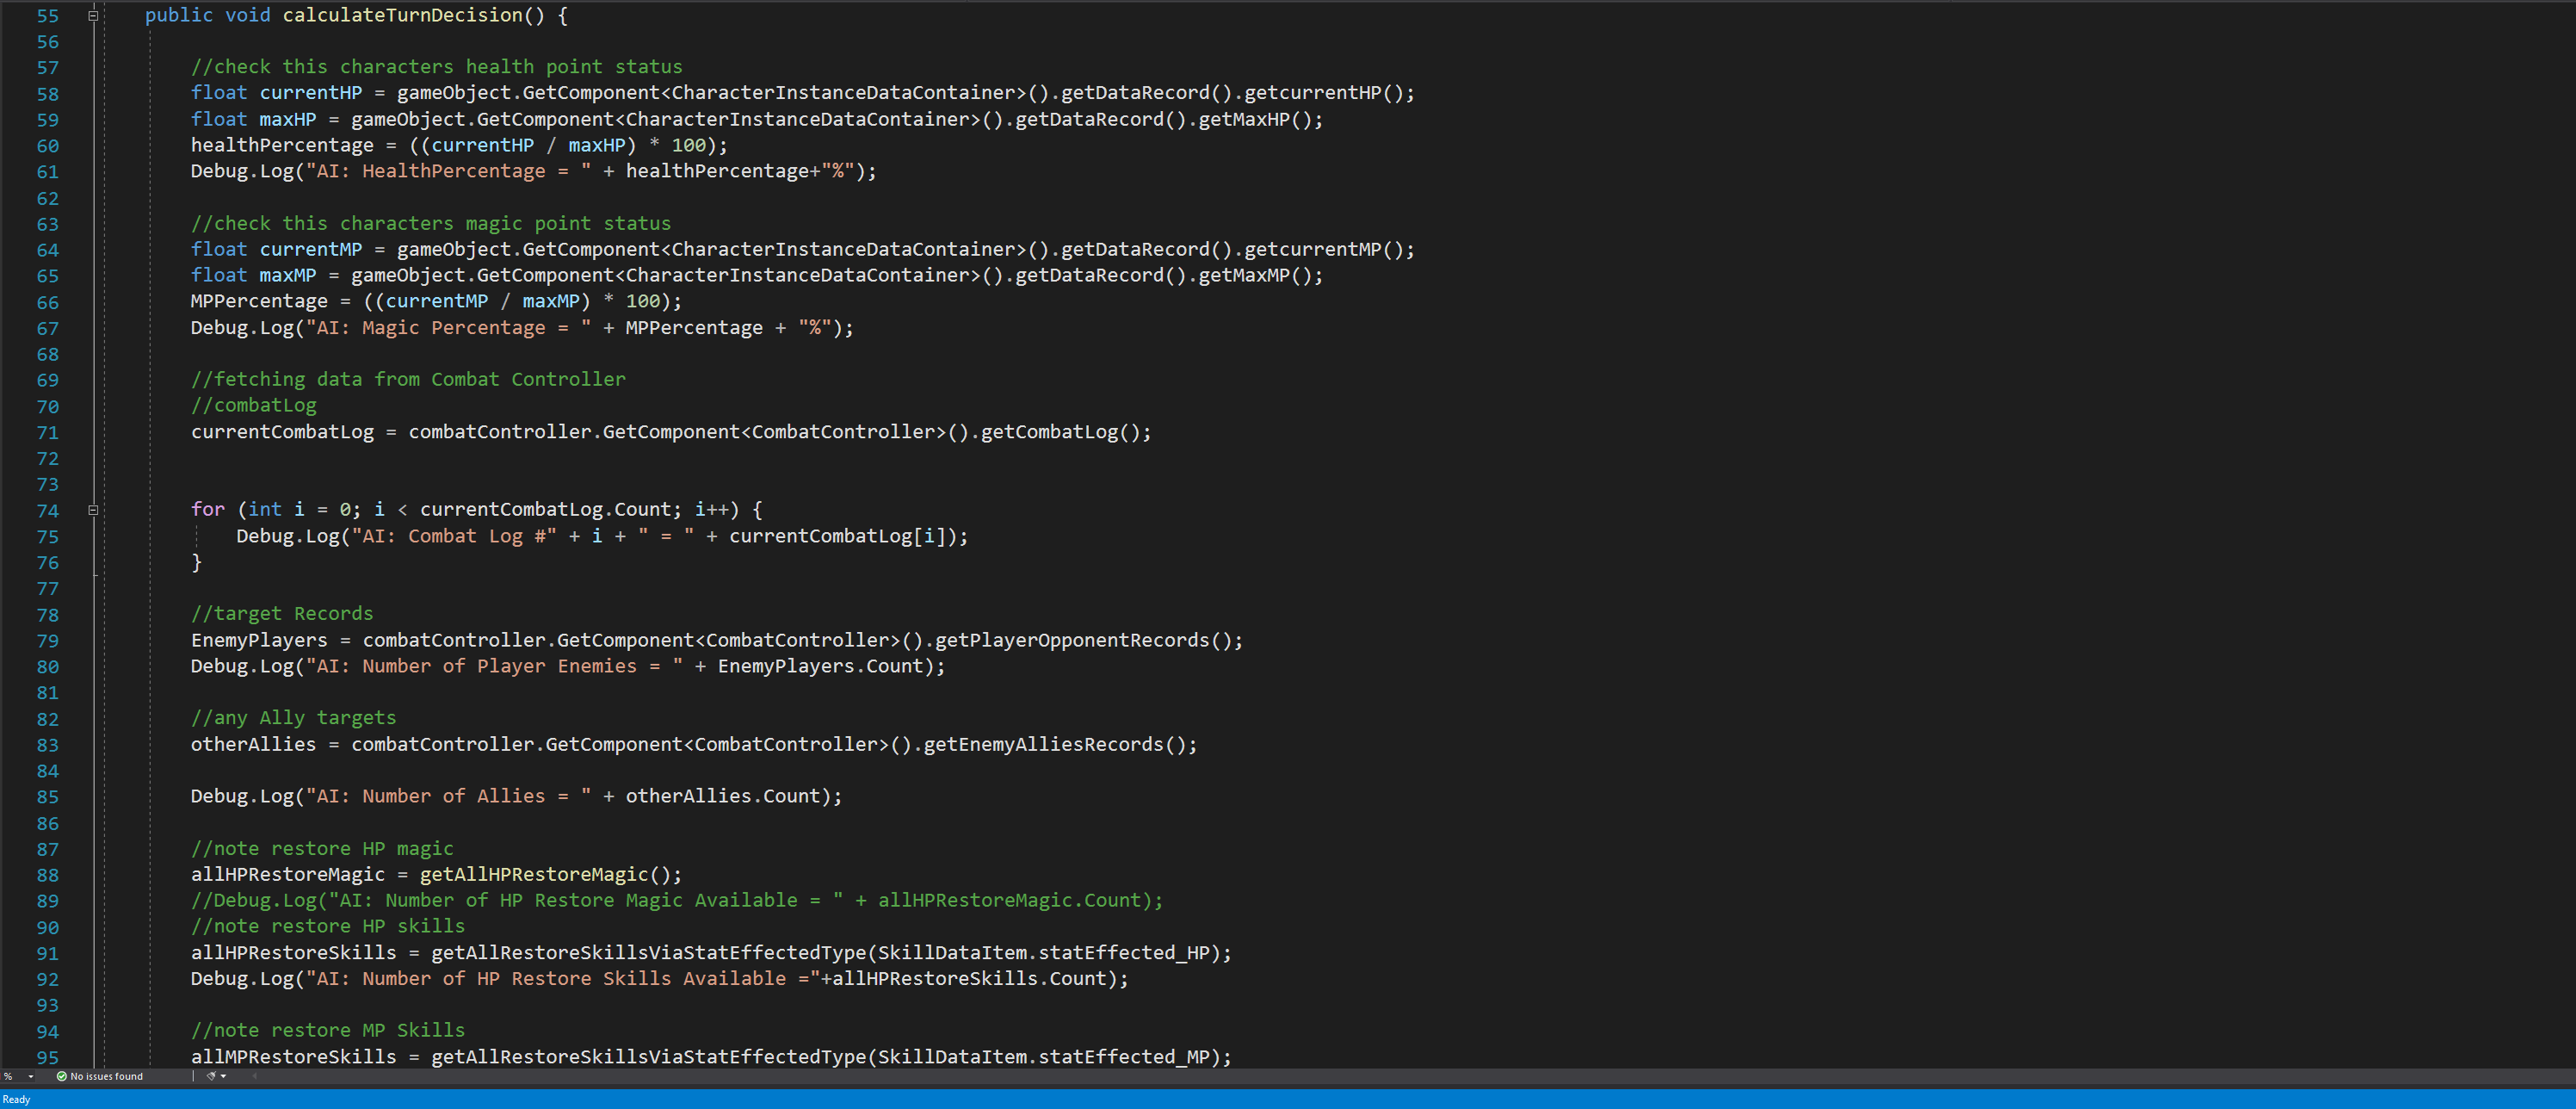 55 public void calculateTurnDecision() {
56
57 //check this characters health point status
58 float currentHP = gameObject.GetComponent<CharacterInstanceDataContainer>().getDataRecord().getcurrentHP();
59 float maxHP = gameObject.GetComponent<CharacterInstanceDataContainer>().getDataRecord().getMaxHP();
60 healthPercentage = ((currentHP / maxHP) * 100);
61 Debug.Log("AI: HealthPercentage = " + healthPercentage+"%");
62
63 //check this characters magic point status
64 float currentMP = gameObject.GetComponent<CharacterInstanceDataContainer>().getDataRecord().getcurrentMP();
65 float maxMP = gameObject.GetComponent<CharacterInstanceDataContainer>().getDataRecord().getMaxMP();
66 MPPercentage = ((currentMP / maxMP) * 100);
67 Debug.Log("AI: Magic Percentage = " + MPPercentage + "%");
68
69 //fetching data from Combat Controller
70 //combatLog
71 currentCombatLog = combatController.GetComponent<CombatController>().getCombatLog();
72
73
74 for (int i = 0; i < currentCombatLog.Count; i++) {
75 Debug.Log("AI: Combat Log #" + i + " = " + currentCombatLog[i]);
76 }
77
78 //target Records
79 EnemyPlayers = combatController.GetComponent<CombatController>().getPlayerOpponentRecords();
80 Debug.Log("AI: Number of Player Enemies = " + EnemyPlayers.Count);
81
82 //any Ally targets
83 otherAllies = combatController.GetComponent<CombatController>().getEnemyAlliesRecords();
84
85 Debug.Log("AI: Number of Allies = " + otherAllies.Count);
86
87 //note restore HP magic
88 allHPRestoreMagic = getAllHPRestoreMagic();
89 //Debug.Log("AI: Number of HP Restore Magic Available = " + allHPRestoreMagic.Count);
90 //note restore HP skills
91 allHPRestoreSkills = getAllRestoreSkillsViaStatEffectedType(SkillDataItem.statEffected_HP);
92 Debug.Log("AI: Number of HP Restore Skills Available ="+allHPRestoreSkills.Count);
93
94 //note restore MP Skills
95 allMPRestoreSkills = getAllRestoreSkillsViaStatEffectedType(SkillDataItem.statEffected_MP);
% No issues found
Ready